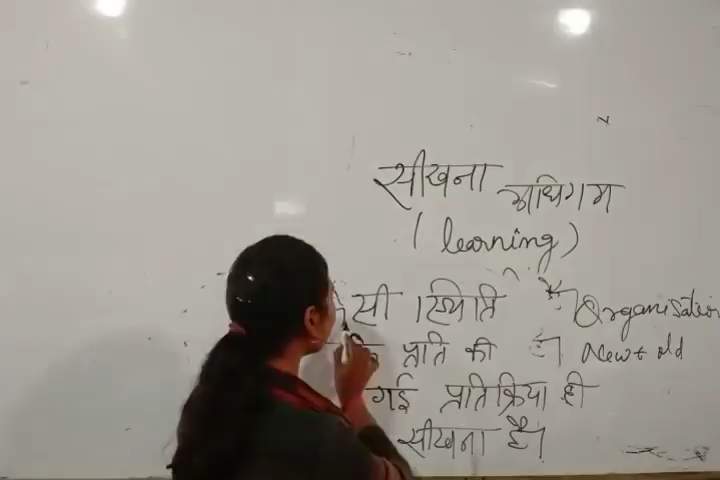 सीखना अधिगम
( learning )
सी स्थिति है Organisation
प्रति की है New + old
गई प्रतिक्रिया ही
सीखना है।